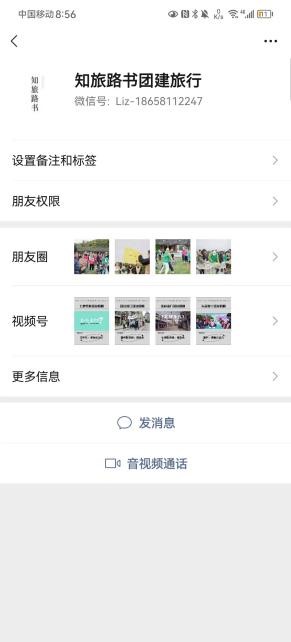 中国移动 8:56
0
K/s
知旅路书
知旅路书团建旅行
微信号：Liz-18658112247
设置备注和标签
朋友权限
朋友圈
视频号
更多信息
发消息
音视频通话